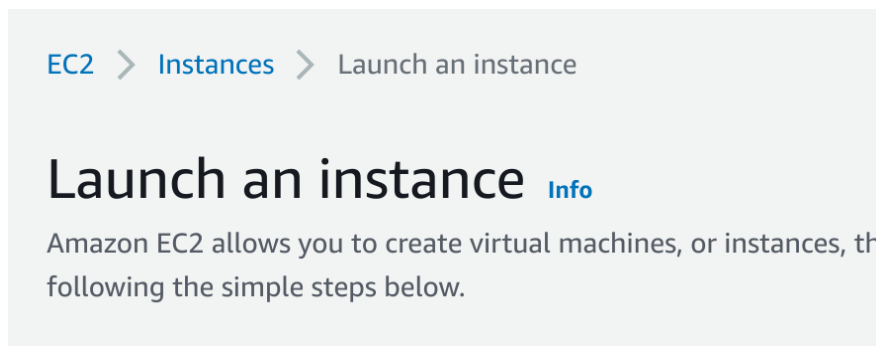 EC2 > Instances > Launch an instance
Launch an instance Info
Amazon EC2 allows you to create virtual machines, or instances,
following the simple steps below.